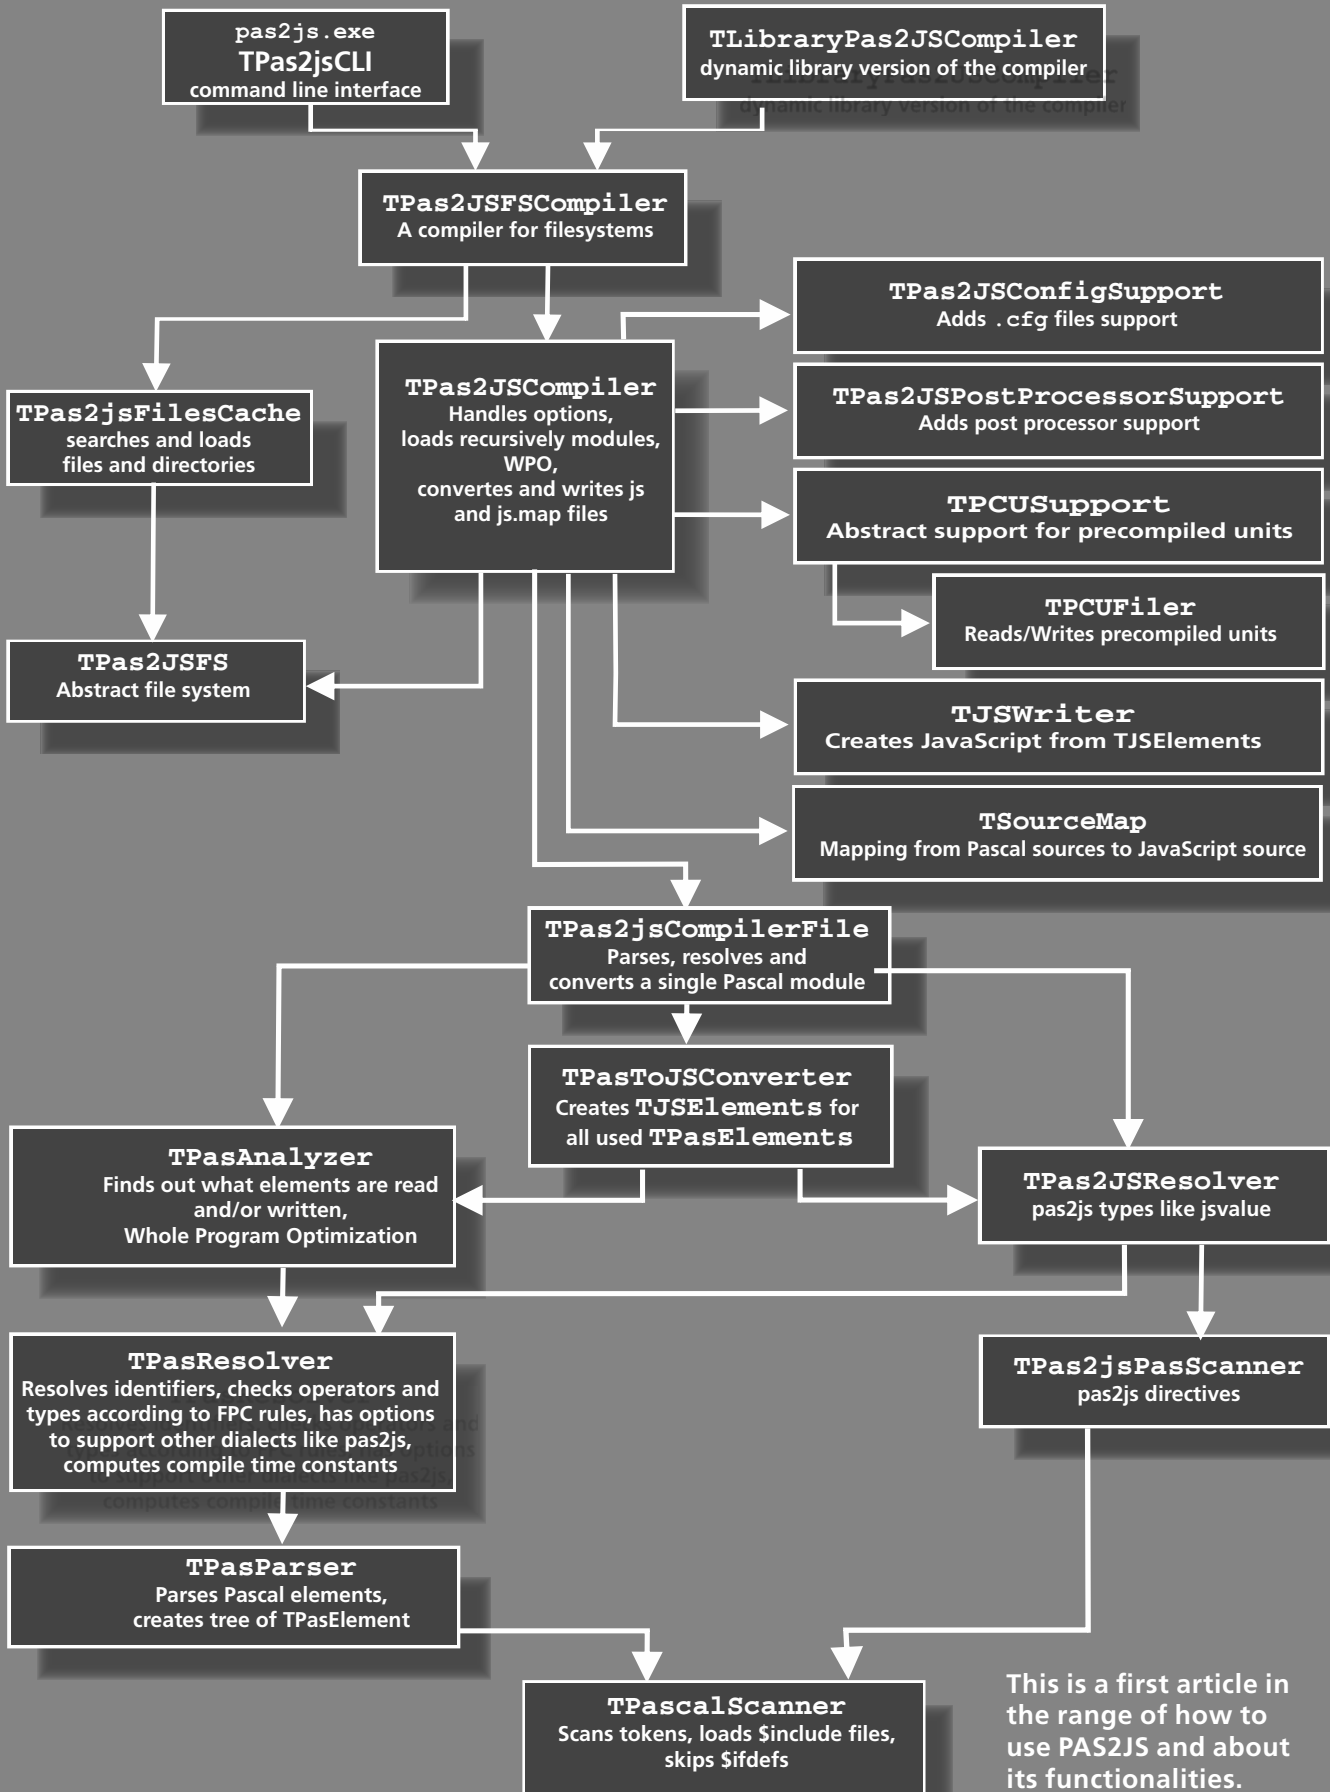 pas2js.exe
TPas2jsCLI
command line interface
TLibraryPas2JSCompiler
dynamic library version of the compiler
TPas2JSFSCompiler
A compiler for filesystems
TPas2JSConfigSupport
Adds .cfg files support
TPas2JSCompiler
Handles options,
loads recursively modules,
WPO,
convertes and writes js
and js.map files
TPas2jsFilesCache
searches and loads
files and directories
TPas2JSPostProcessorSupport
Adds post processor support
TPCUSupport
Abstract support for precompiled units
TPCUFiler
Reads/Writes precompiled units
TPas2JSFS
Abstract file system
TJSWriter
Creates JavaScript from TJSElements
TSourceMap
Mapping from Pascal sources to JavaScript source
TPas2jsCompilerFile
Parses, resolves and
converts a single Pascal module
TPasToJSConverter
Creates TJSElements for
all used TPasElements
TPasAnalyzer
Finds out what elements are read
and/or written,
Whole Program Optimization
TPas2JSResolver
pas2js types like jsvalue
TPasResolver
Resolves identifiers, checks operators and
types according to FPC rules, has options
to support other dialects like pas2js,
computes compile time constants
TPas2jsPasScanner
pas2js directives
TPasParser
Parses Pascal elements,
creates tree of TPasElement
TPascalScanner
Scans tokens, loads $include files,
skips $ifdefs
This is a first article in
the range of how to
use PAS2JS and about
its functionalities.